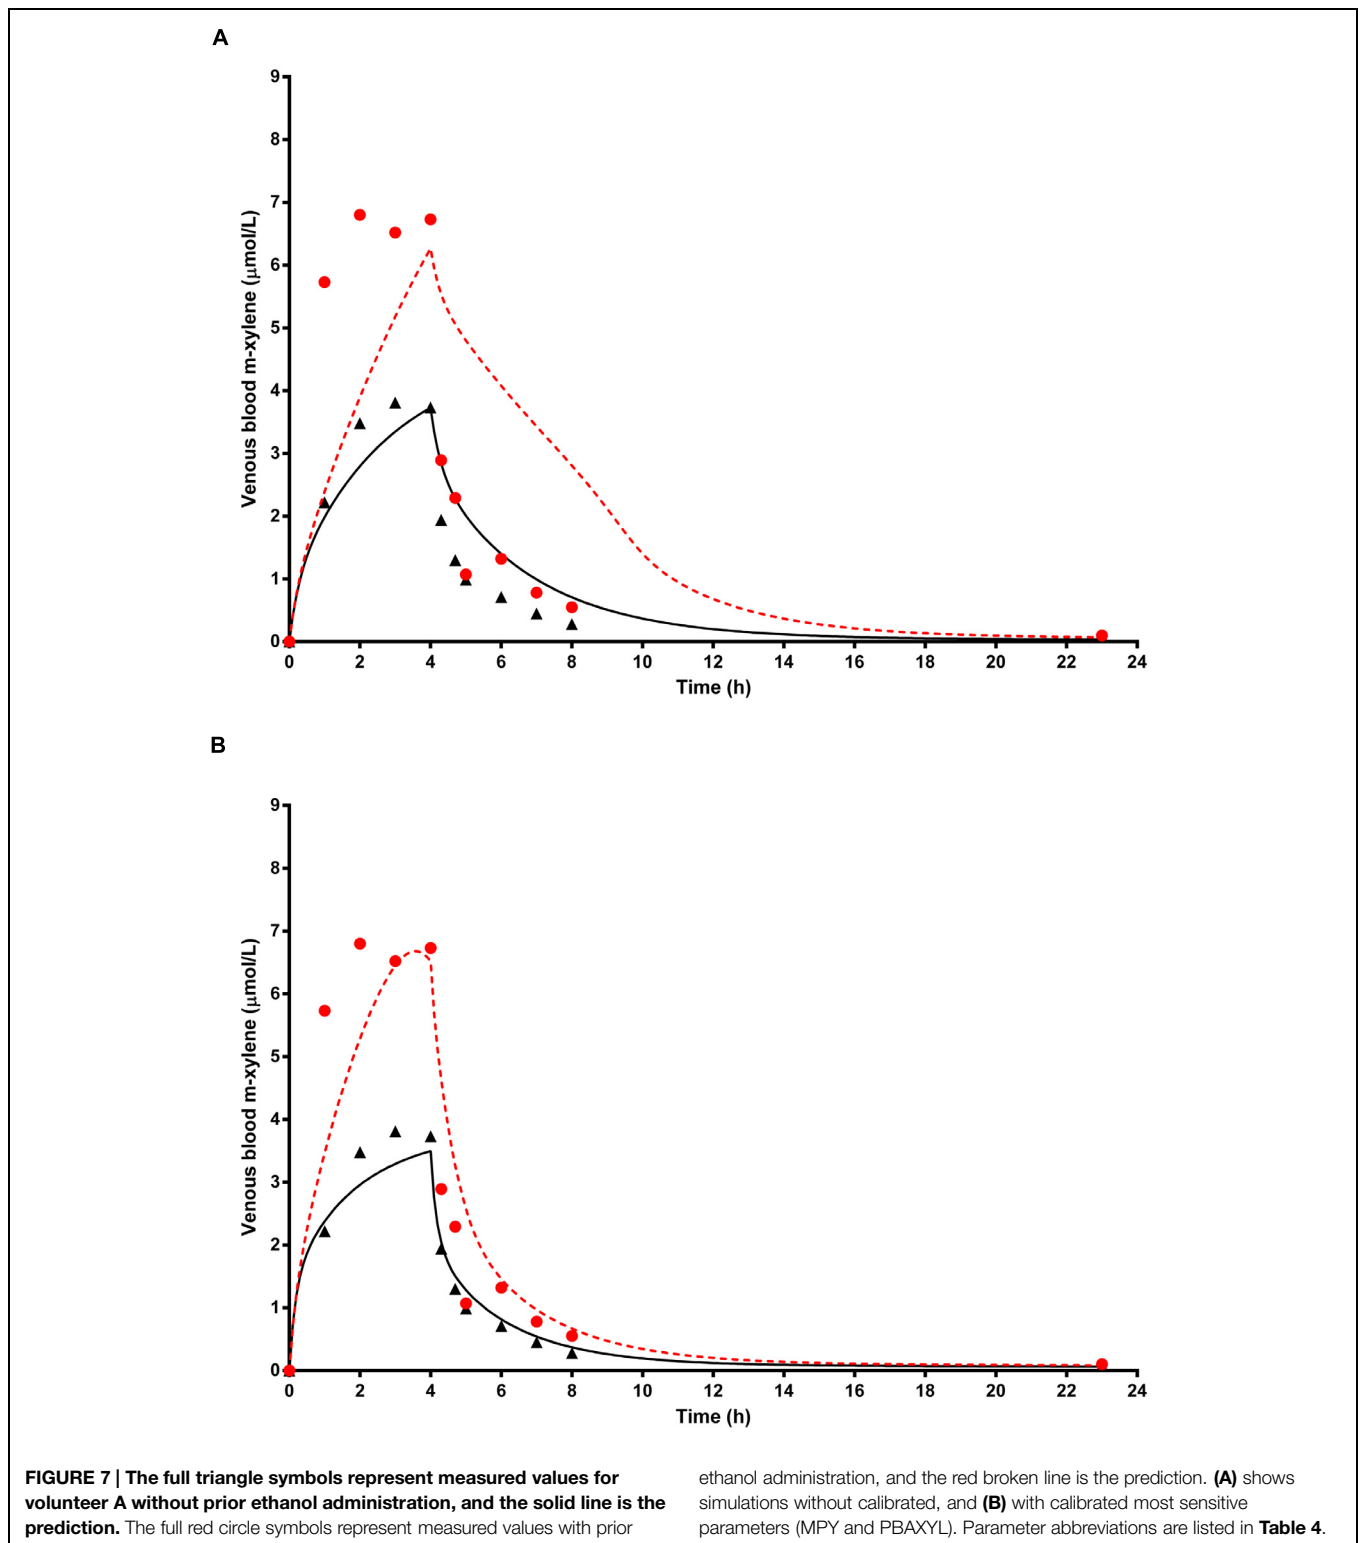 A
9
8
7
6
5
4
3
2
1
0
Venous blood m-xylene (μmol/L)
0 2 4 6 8 10 12 14 16 18 20 22 24
Time (h)
B
9
8
7
6
5
4
3
2
1
0
Venous blood m-xylene (μmol/L)
0 2 4 6 8 10 12 14 16 18 20 22 24
Time (h)
FIGURE 7 | The full triangle symbols represent measured values for
volunteer A without prior ethanol administration, and the solid line is the
prediction. The full red circle symbols represent measured values with prior
ethanol administration, and the red broken line is the prediction. (A) shows
simulations without calibrated, and (B) with calibrated most sensitive
parameters (MPY and PBAXYL). Parameter abbreviations are listed in Table 4.